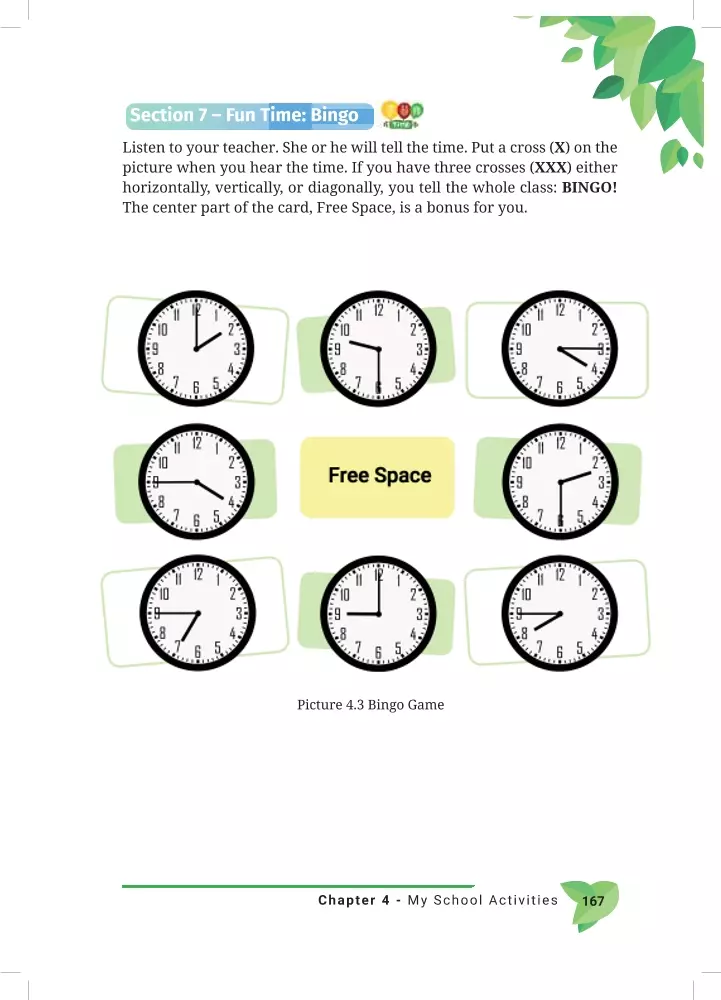 Section 7 – Fun Time: Bingo
FUN
Time
Listen to your teacher. She or he will tell the time. Put a cross (X) on the
picture when you hear the time. If you have three crosses (XXX) either
horizontally, vertically, or diagonally, you tell the whole class: BINGO!
The center part of the card, Free Space, is a bonus for you.
12 1 2 3 4 5 6 7 8 9 10 11
12 1 2 3 4 5 6 7 8 9 10 11
12 1 2 3 4 5 6 7 8 9 10 11
12 1 2 3 4 5 6 7 8 9 10 11
Free Space
12 1 2 3 4 5 6 7 8 9 10 11
12 1 2 3 4 5 6 7 8 9 10 11
12 1 2 3 4 5 6 7 8 9 10 11
12 1 2 3 4 5 6 7 8 9 10 11
Picture 4.3 Bingo Game
Chapter 4 - My School Activities 167